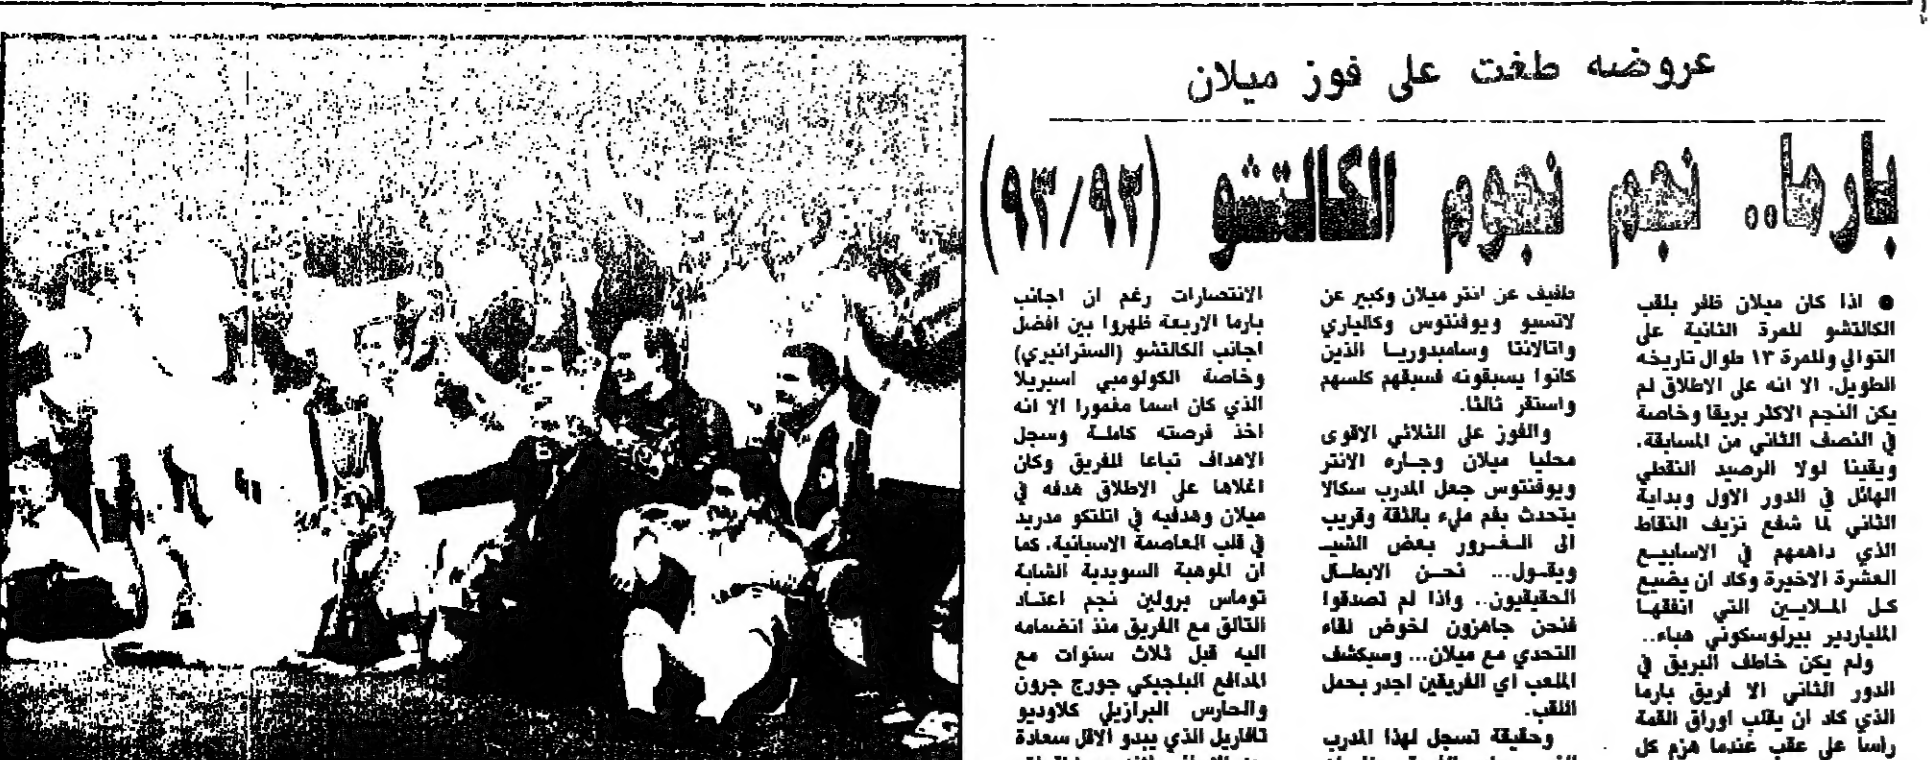 عروضه طغت على فوز ميلان
بارما.. نجم نجوم الكالتشو (٩٣/٩٢)
● اذا كان ميلان ظفر بلقب
الكالتشو للمرة الثانية على
التوالي وللمرة ١٣ طوال تاريخه
الطويل. الا انه على الاطلاق لم
يكن النجم الاكثر بريقا وخاصة
في النصف الثاني من المسابقة.
ويقينا لولا الرصيد النقطي
الهائل في الدور الاول وبداية
الثاني لما شفع نزيف النقاط
الذي داهمهم في الاسابيع
العشرة الاخيرة وكاد ان يضيع
كل الملايين التي انفقها
الملياردير بيرلوسكوني هباء..
ولم يكن خاطف البريق في
الدور الثاني الا فريق بارما
الذي كاد ان يقلب اوراق القمة
رأساً على عقب عندما هزم كل
طفيف عن انتر ميلان وكبير عن
لاتسيو ويوفنتوس وكالياري
واتالانتا وسامبدوريا الذين
كانوا يسبقونه فسبقهم كلسهم
واستقر ثالثا.
والفوز على الثلاثي الاقوى
محليا ميلان وجاره الانتر
ويوفنتوس جعل المدرب سكالا
يتحدث بفم مليء بالثقة وقريب
الى الغرور بعض الشيـ
ويقول... نحن الابطال
الحقيقيون.. واذا لم تصدقوا
فنحن جاهزون لخوض لقاء
التحدي مع ميلان... وسيكشف
الملعب اي الفريقين اجدر بحمل
اللقب.
وحقيقة تسجل لهذا المدرب
الانتصارات رغم ان اجانب
بارما الاربعة ظهروا بين افضل
اجانب الكالتشو (السترانيري)
وخاصة الكولومبي اسبريلا
الذي كان اسما مغمورا الا انه
اخذ فرصته كاملة وسجل
الاهداف تباعا للفريق وكان
اغلاها على الاطلاق هدفه في
ميلان وهدفيه في اتلتكو مدريد
في قلب العاصمة الاسبانية. كما
ان الموهبة السويدية الشابة
توماس برولين نجم اعتاد
التالق مع الفريق منذ انضمامه
اليه قبل ثلاث سنوات مع
المدافع البلجيكي جورج جرون
والحارس البرازيلي كلاوديو
تافاريل الذي يبدو الاقل سعادة